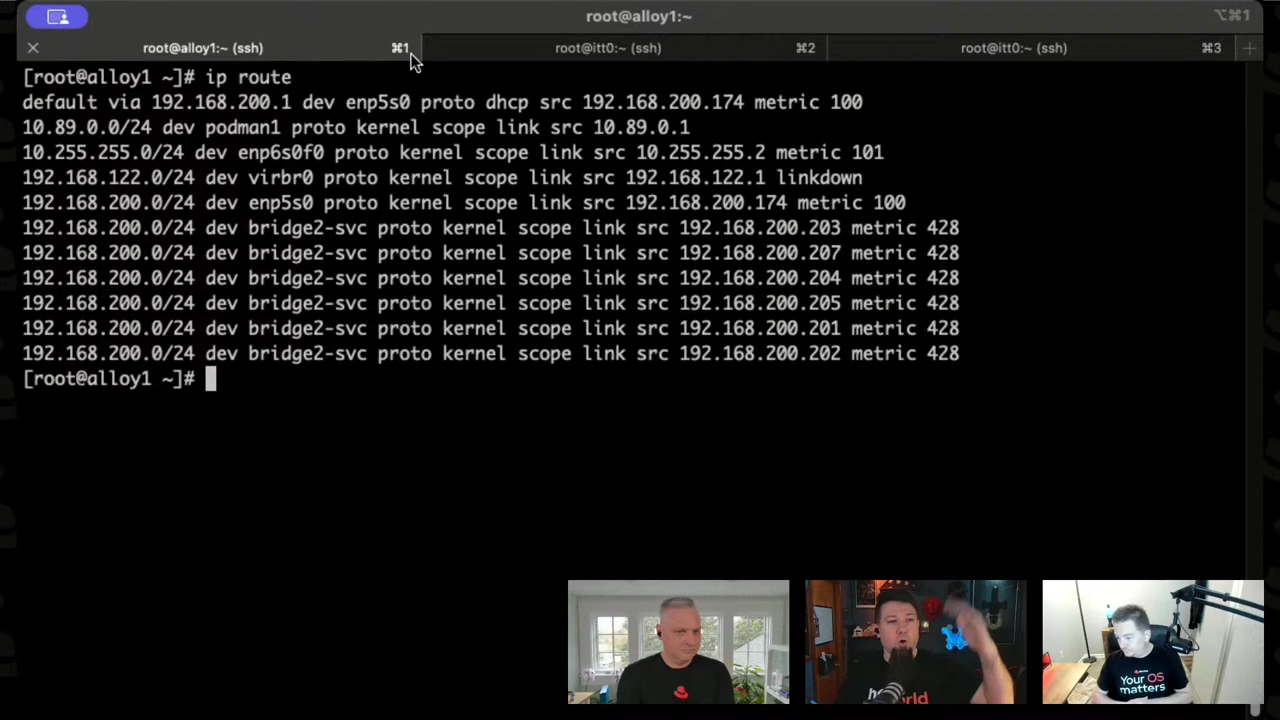 root@alloy1:~
⌥⌘1
root@alloy1:~ (ssh) ⌘1
root@itt0:~ (ssh) ⌘2
root@itt0:~ (ssh) ⌘3
[root@alloy1 ~]# ip route
default via 192.168.200.1 dev enp5s0 proto dhcp src 192.168.200.174 metric 100
10.89.0.0/24 dev podman1 proto kernel scope link src 10.89.0.1
10.255.255.0/24 dev enp6s0f0 proto kernel scope link src 10.255.255.2 metric 101
192.168.122.0/24 dev virbr0 proto kernel scope link src 192.168.122.1 linkdown
192.168.200.0/24 dev enp5s0 proto kernel scope link src 192.168.200.174 metric 100
192.168.200.0/24 dev bridge2-svc proto kernel scope link src 192.168.200.203 metric 428
192.168.200.0/24 dev bridge2-svc proto kernel scope link src 192.168.200.207 metric 428
192.168.200.0/24 dev bridge2-svc proto kernel scope link src 192.168.200.204 metric 428
192.168.200.0/24 dev bridge2-svc proto kernel scope link src 192.168.200.205 metric 428
192.168.200.0/24 dev bridge2-svc proto kernel scope link src 192.168.200.201 metric 428
192.168.200.0/24 dev bridge2-svc proto kernel scope link src 192.168.200.202 metric 428
[root@alloy1 ~]#
Your OS
matters